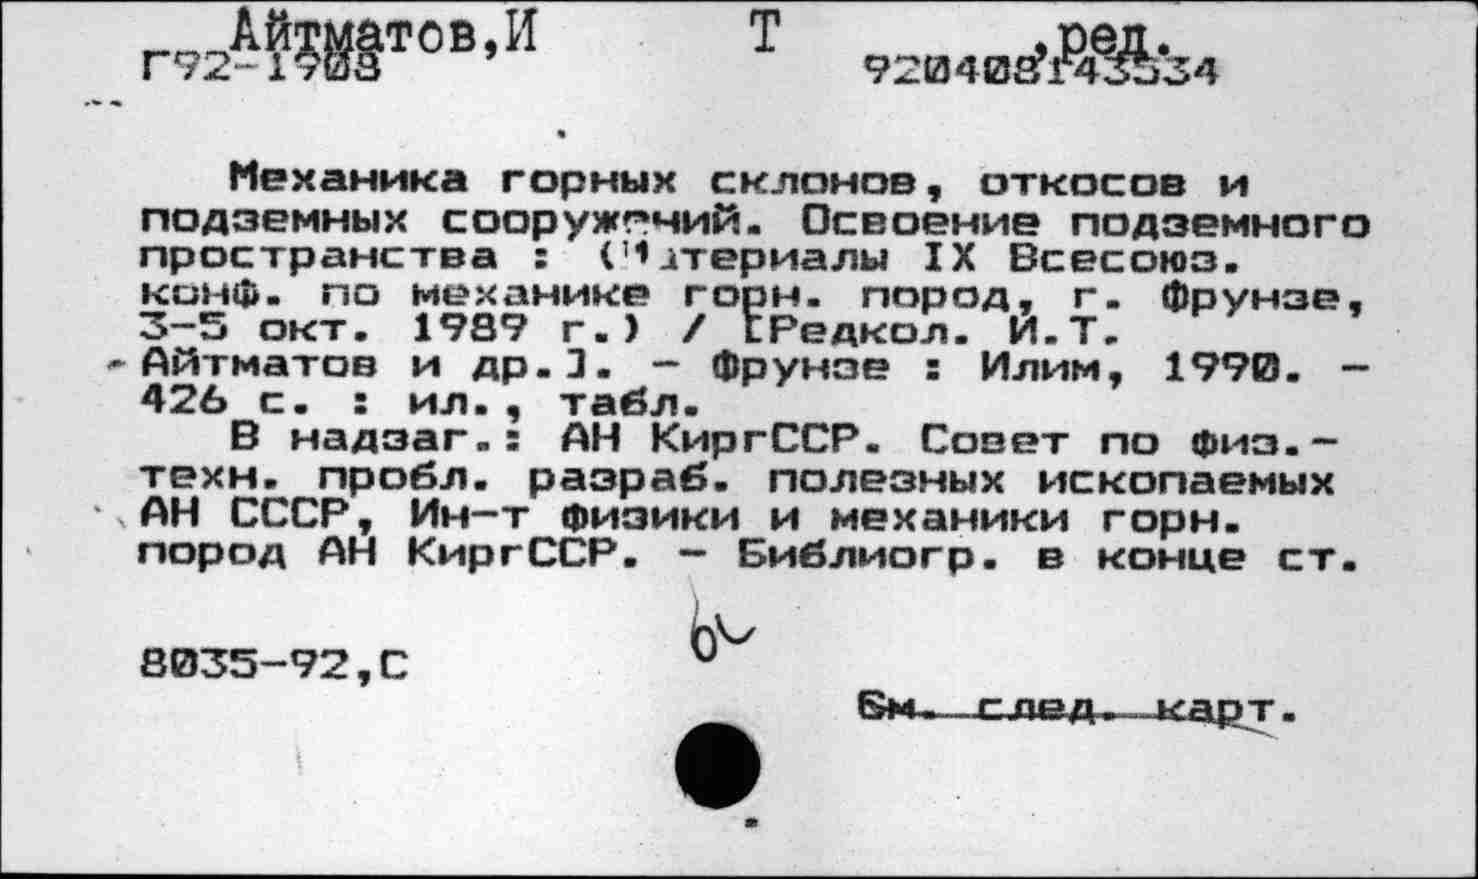 Айтматов,И Т ,ред.
Г92-1903
Механика горных склонов, откосов и
подземных сооружений. Освоение подземного
пространства : (Материалы IX Всесоюз.
конф. по механике горн. пород, г. Фрунзе,
3-5 окт. 1989 г.) / [Редкол. И.Т.
Айтматов и др.]. - Фрунзе : Илим, 1990. -
426 с. : ил., табл.
В надзаг.: АН КиргССР. Совет по физ.-
техн. пробл. разраб. полезных ископаемых
АН СССР, Ин-т физики и механики горн.
пород АН КиргССР. - Библиогр. в конце ст.
8035-92,С
См. след. карт.